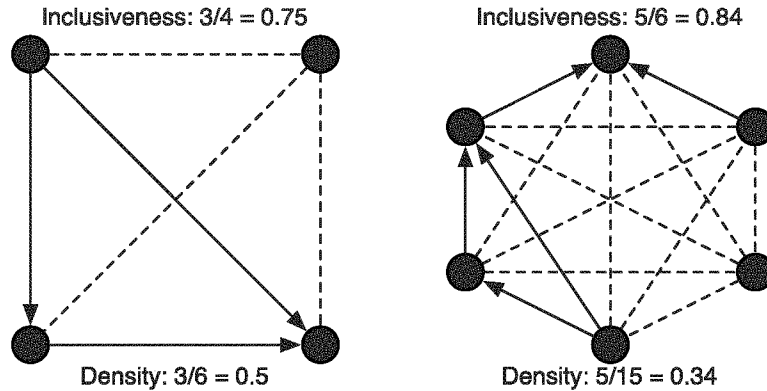 Inclusiveness: 3/4 = 0.75
Inclusiveness: 5/6 = 0.84
Density: 3/6 = 0.5
Density: 5/15 = 0.34